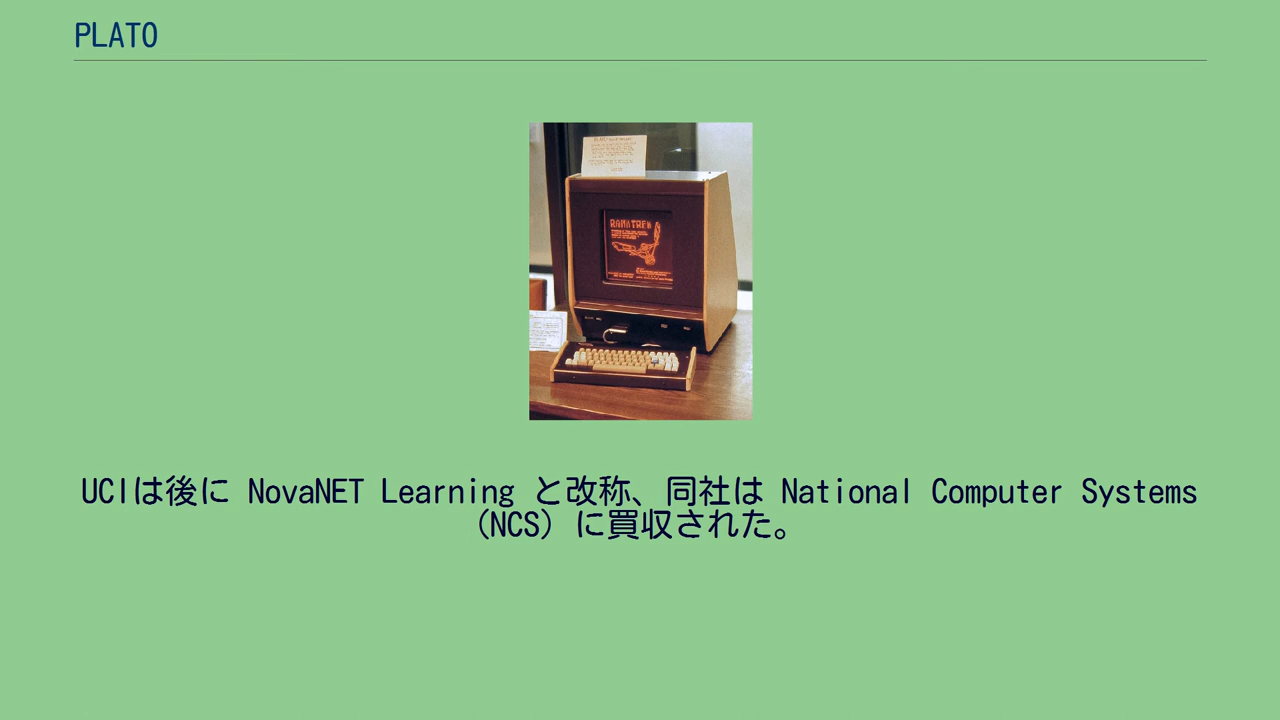 PLATO
UCIは後に NovaNET Learning と改称、同社は National Computer Systems
（NCS）に買収された。